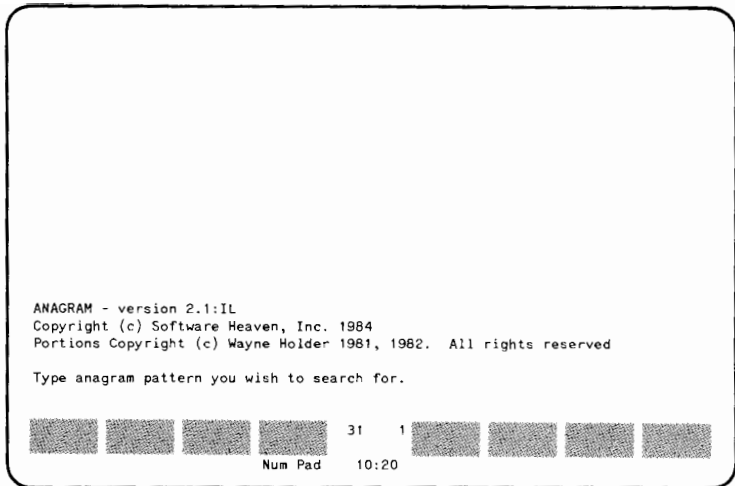 ANAGRAM - version 2.1:IL
Copyright (c) Software Heaven, Inc. 1984
Portions Copyright (c) Wayne Holder 1981, 1982.  All rights reserved
Type anagram pattern you wish to search for.
31 1
Num Pad 10:20